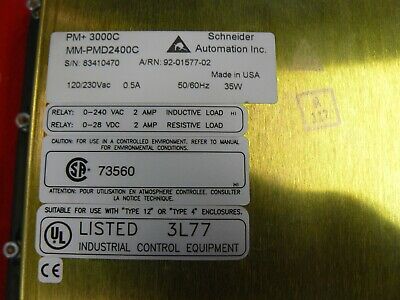 PM+ 3000C
MM-PMD2400C
Schneider
Automation Inc.
S/N: 83410470 A/RN: 92-01577-02
Made in USA
120/230Vac 0.5A 50/60Hz 35W
RELAY: 0-240 VAC 2 AMP INDUCTIVE LOAD H1
RELAY: 0-28 VDC 2 AMP RESISTIVE LOAD
CAUTION: FOR USE IN A CONTROLLED ENVIRONMENT. REFER TO MANUAL
FOR ENVIRONMENTAL CONDITIONS.
SA 73560
ATTENTION: POUR UTILISATION EN ATMOSPHERE CONTROLEE. CONSULTER
LA NOTICE TECHNIQUE.
SUITABLE FOR USE WITH "TYPE 12" OR "TYPE 4" ENCLOSURES.
UL LISTED 3L77
INDUSTRIAL CONTROL EQUIPMENT
CE